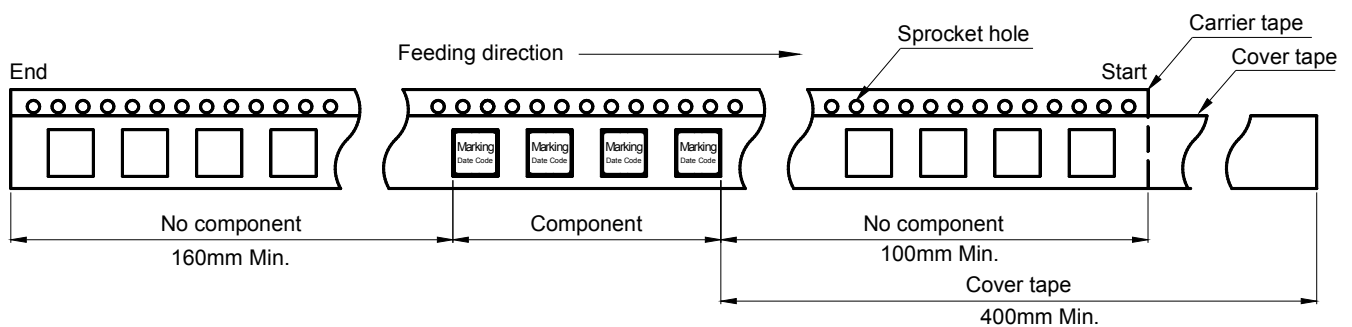 Carrier tape
Sprocket hole
Feeding direction
Cover tape
End
Start
Marking
Date Code
Marking
Date Code
Marking
Date Code
Marking
Date Code
No component
Component
No component
160mm Min.
100mm Min.
Cover tape
400mm Min.